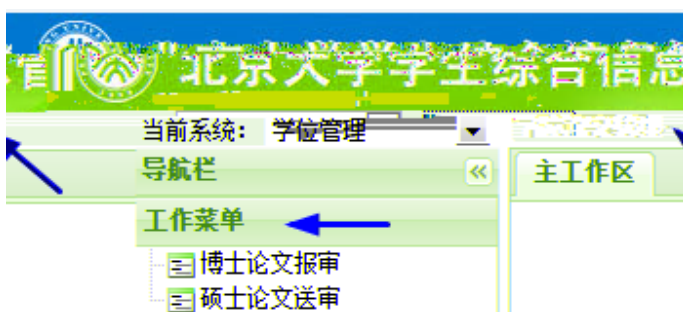 北京大学学生综合信息
当前系统: 学位管理
导航栏
主工作区
工作菜单
博士论文报审
硕士论文送审